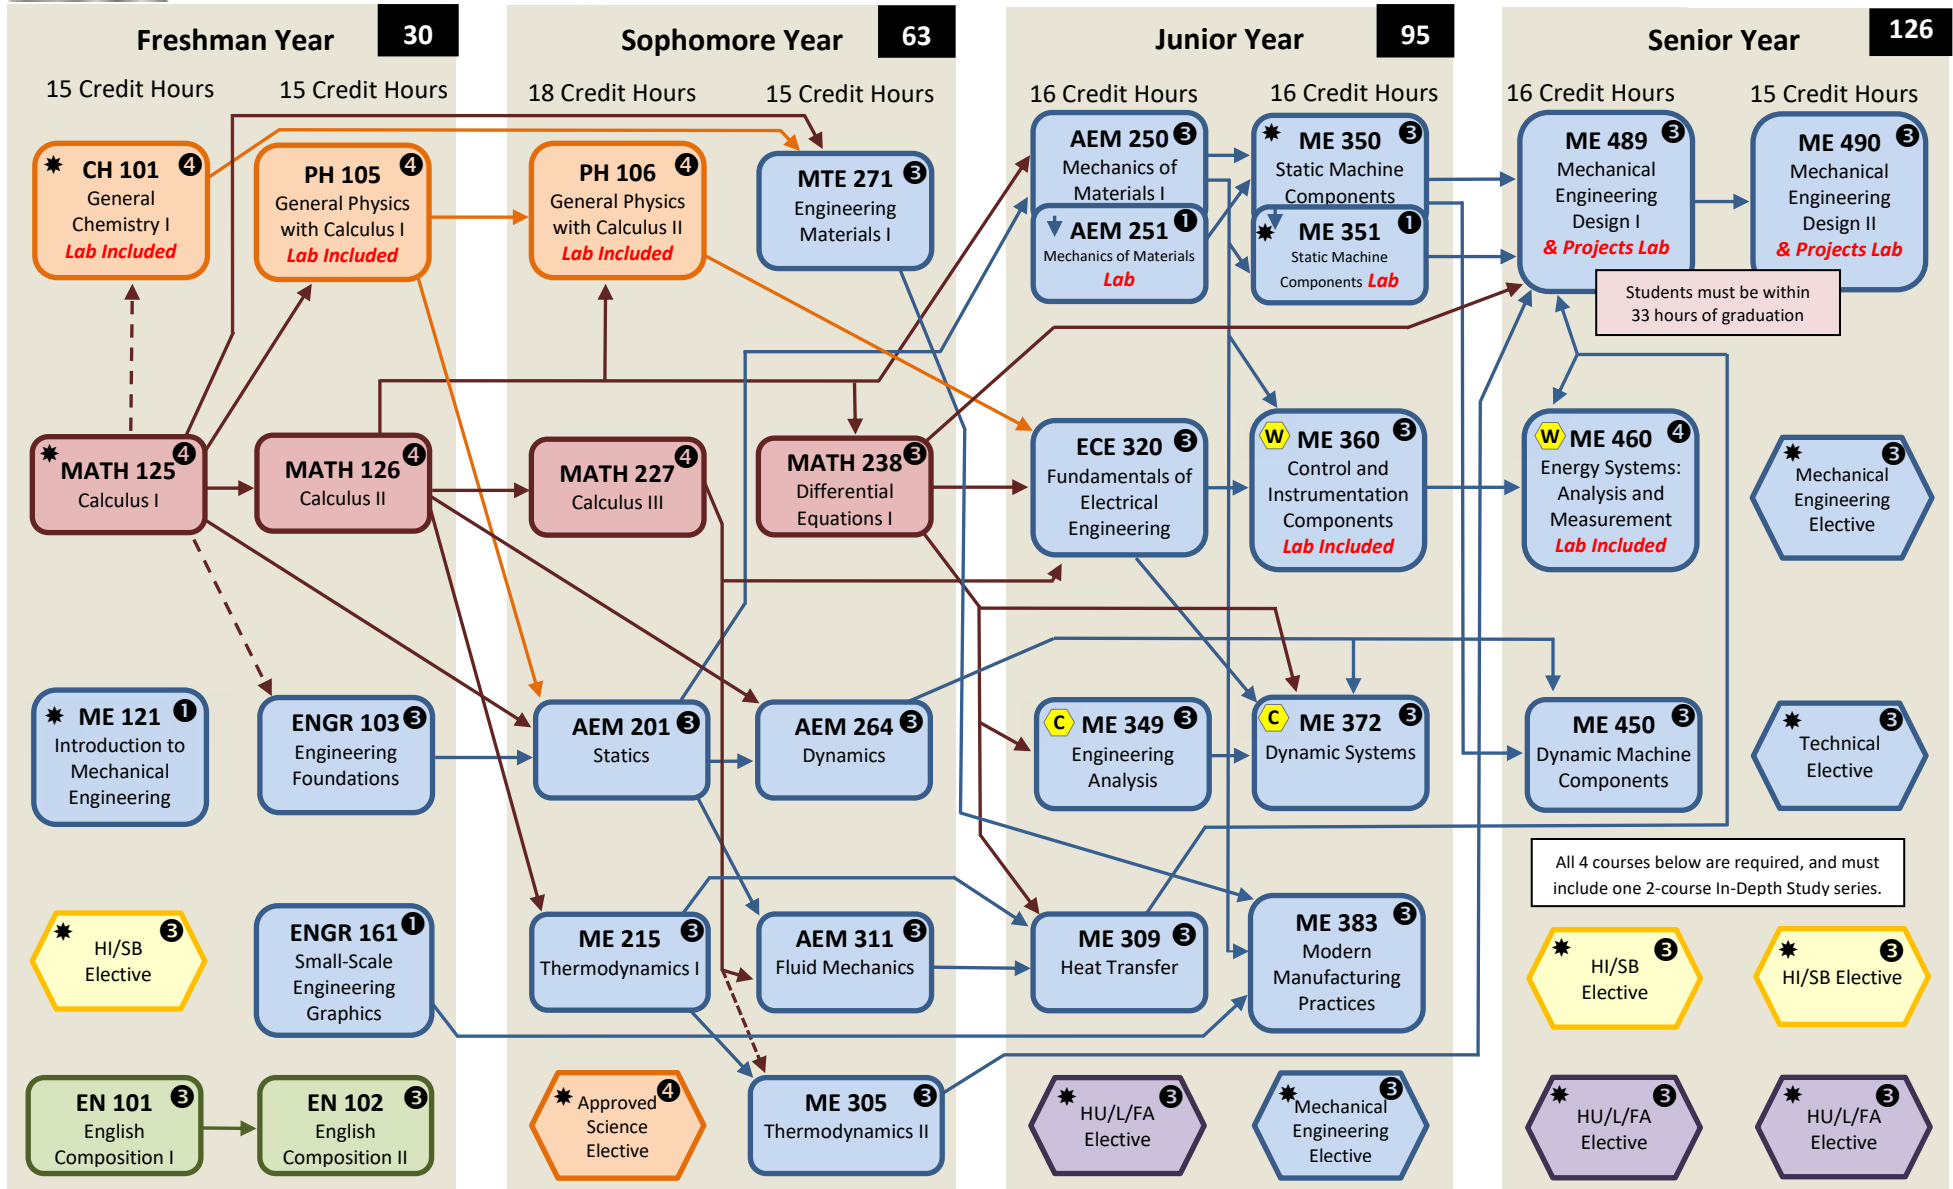 Freshman Year
30
15 Credit Hours
15 Credit Hours
CH 101
4
General
Chemistry I
Lab Included
PH 105
4
General Physics
with Calculus I
Lab Included
MATH 125
4
Calculus I
MATH 126
4
Calculus II
ME 121
1
Introduction to
Mechanical
Engineering
ENGR 103
3
Engineering
Foundations
HI/SB
3
Elective
ENGR 161
1
Small-Scale
Engineering
Graphics
EN 101
3
English
Composition I
EN 102
3
English
Composition II
Sophomore Year
63
18 Credit Hours
15 Credit Hours
PH 106
4
General Physics
with Calculus II
Lab Included
MTE 271
3
Engineering
Materials I
MATH 227
4
Calculus III
MATH 238
3
Differential
Equations I
AEM 201
3
Statics
AEM 264
3
Dynamics
ME 215
3
Thermodynamics I
AEM 311
3
Fluid Mechanics
Approved
4
Science
Elective
ME 305
3
Thermodynamics II
Junior Year
95
16 Credit Hours
16 Credit Hours
AEM 250
3
Mechanics of
Materials I
AEM 251
1
Mechanics of Materials
Lab
ME 350
3
Static Machine
Components
ME 351
1
Static Machine
Components Lab
ECE 320
3
Fundamentals of
Electrical
Engineering
W
ME 360
3
Control and
Instrumentation
Components
Lab Included
C
ME 349
3
Engineering
Analysis
C
ME 372
3
Dynamic Systems
ME 309
3
Heat Transfer
ME 383
3
Modern
Manufacturing
Practices
HU/L/FA
3
Elective
Mechanical
3
Engineering
Elective
Senior Year
126
16 Credit Hours
15 Credit Hours
ME 489
3
Mechanical
Engineering
Design I
& Projects Lab
ME 490
3
Mechanical
Engineering
Design II
& Projects Lab
Students must be within
33 hours of graduation
W
ME 460
4
Energy Systems:
Analysis and
Measurement
Lab Included
3
Mechanical
Engineering
Elective
ME 450
3
Dynamic Machine
Components
3
Technical
Elective
All 4 courses below are required, and must
include one 2-course In-Depth Study series.
HI/SB
3
Elective
3
HI/SB Elective
HU/L/FA
3
Elective
HU/L/FA
3
Elective